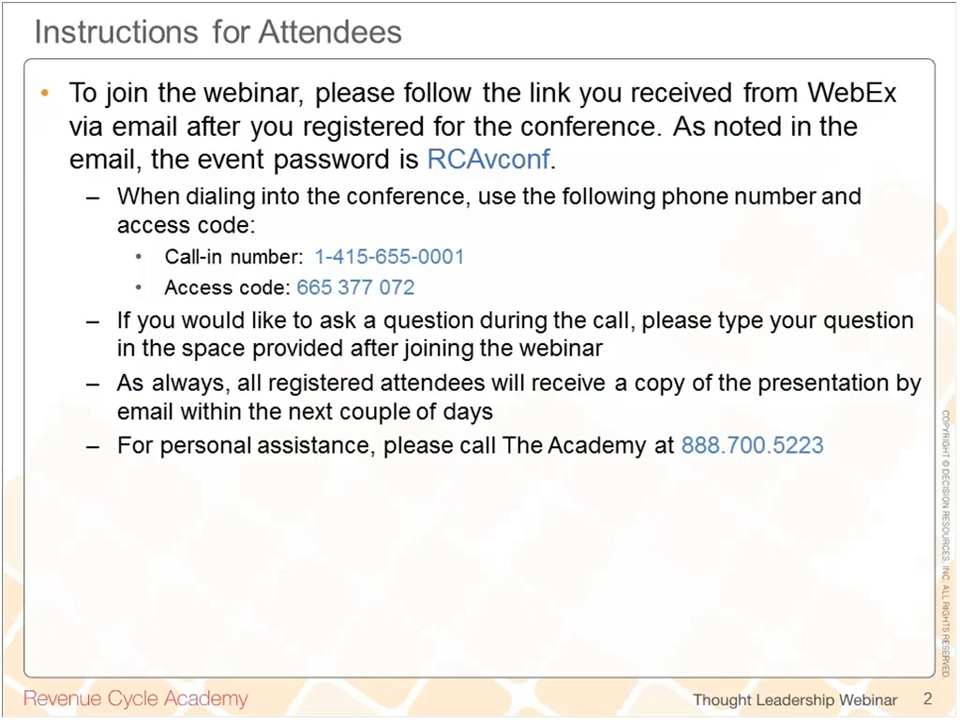 Instructions for Attendees
• To join the webinar, please follow the link you received from WebEx
via email after you registered for the conference. As noted in the
email, the event password is RCAvconf.
– When dialing into the conference, use the following phone number and
access code:
• Call-in number: 1-415-655-0001
• Access code: 665 377 072
– If you would like to ask a question during the call, please type your question
in the space provided after joining the webinar
– As always, all registered attendees will receive a copy of the presentation by
email within the next couple of days
– For personal assistance, please call The Academy at 888.700.5223
COPYRIGHT © DECISION RESOURCES, INC. ALL RIGHTS RESERVED.
Revenue Cycle Academy
Thought Leadership Webinar 2